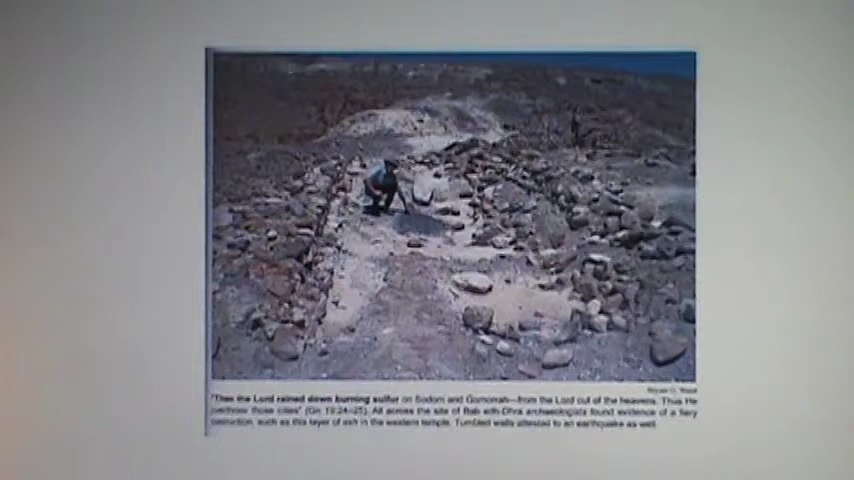 Bryant G. Wood
"Then the Lord rained down burning sulfur on Sodom and Gomorrah—from the Lord out of the heavens. Thus He
overthrew those cities" (Gn 19:24–25). All across the site of Bab edh-Dhra archaeologists found evidence of a fiery
destruction, such as this layer of ash in the western temple. Tumbled walls attested to an earthquake as well.